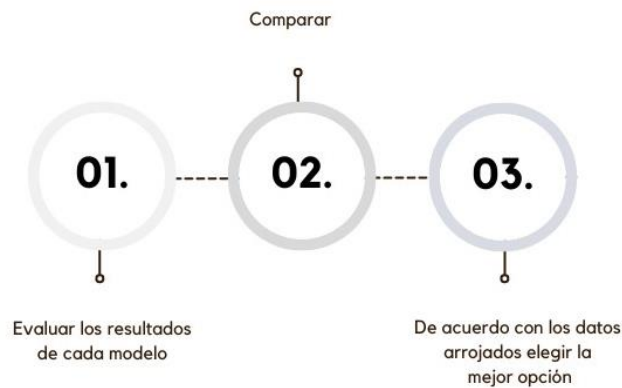 Comparar
01.
02.
03.
Evaluar los resultados
de cada modelo
De acuerdo con los datos
arrojados elegir la
mejor opción